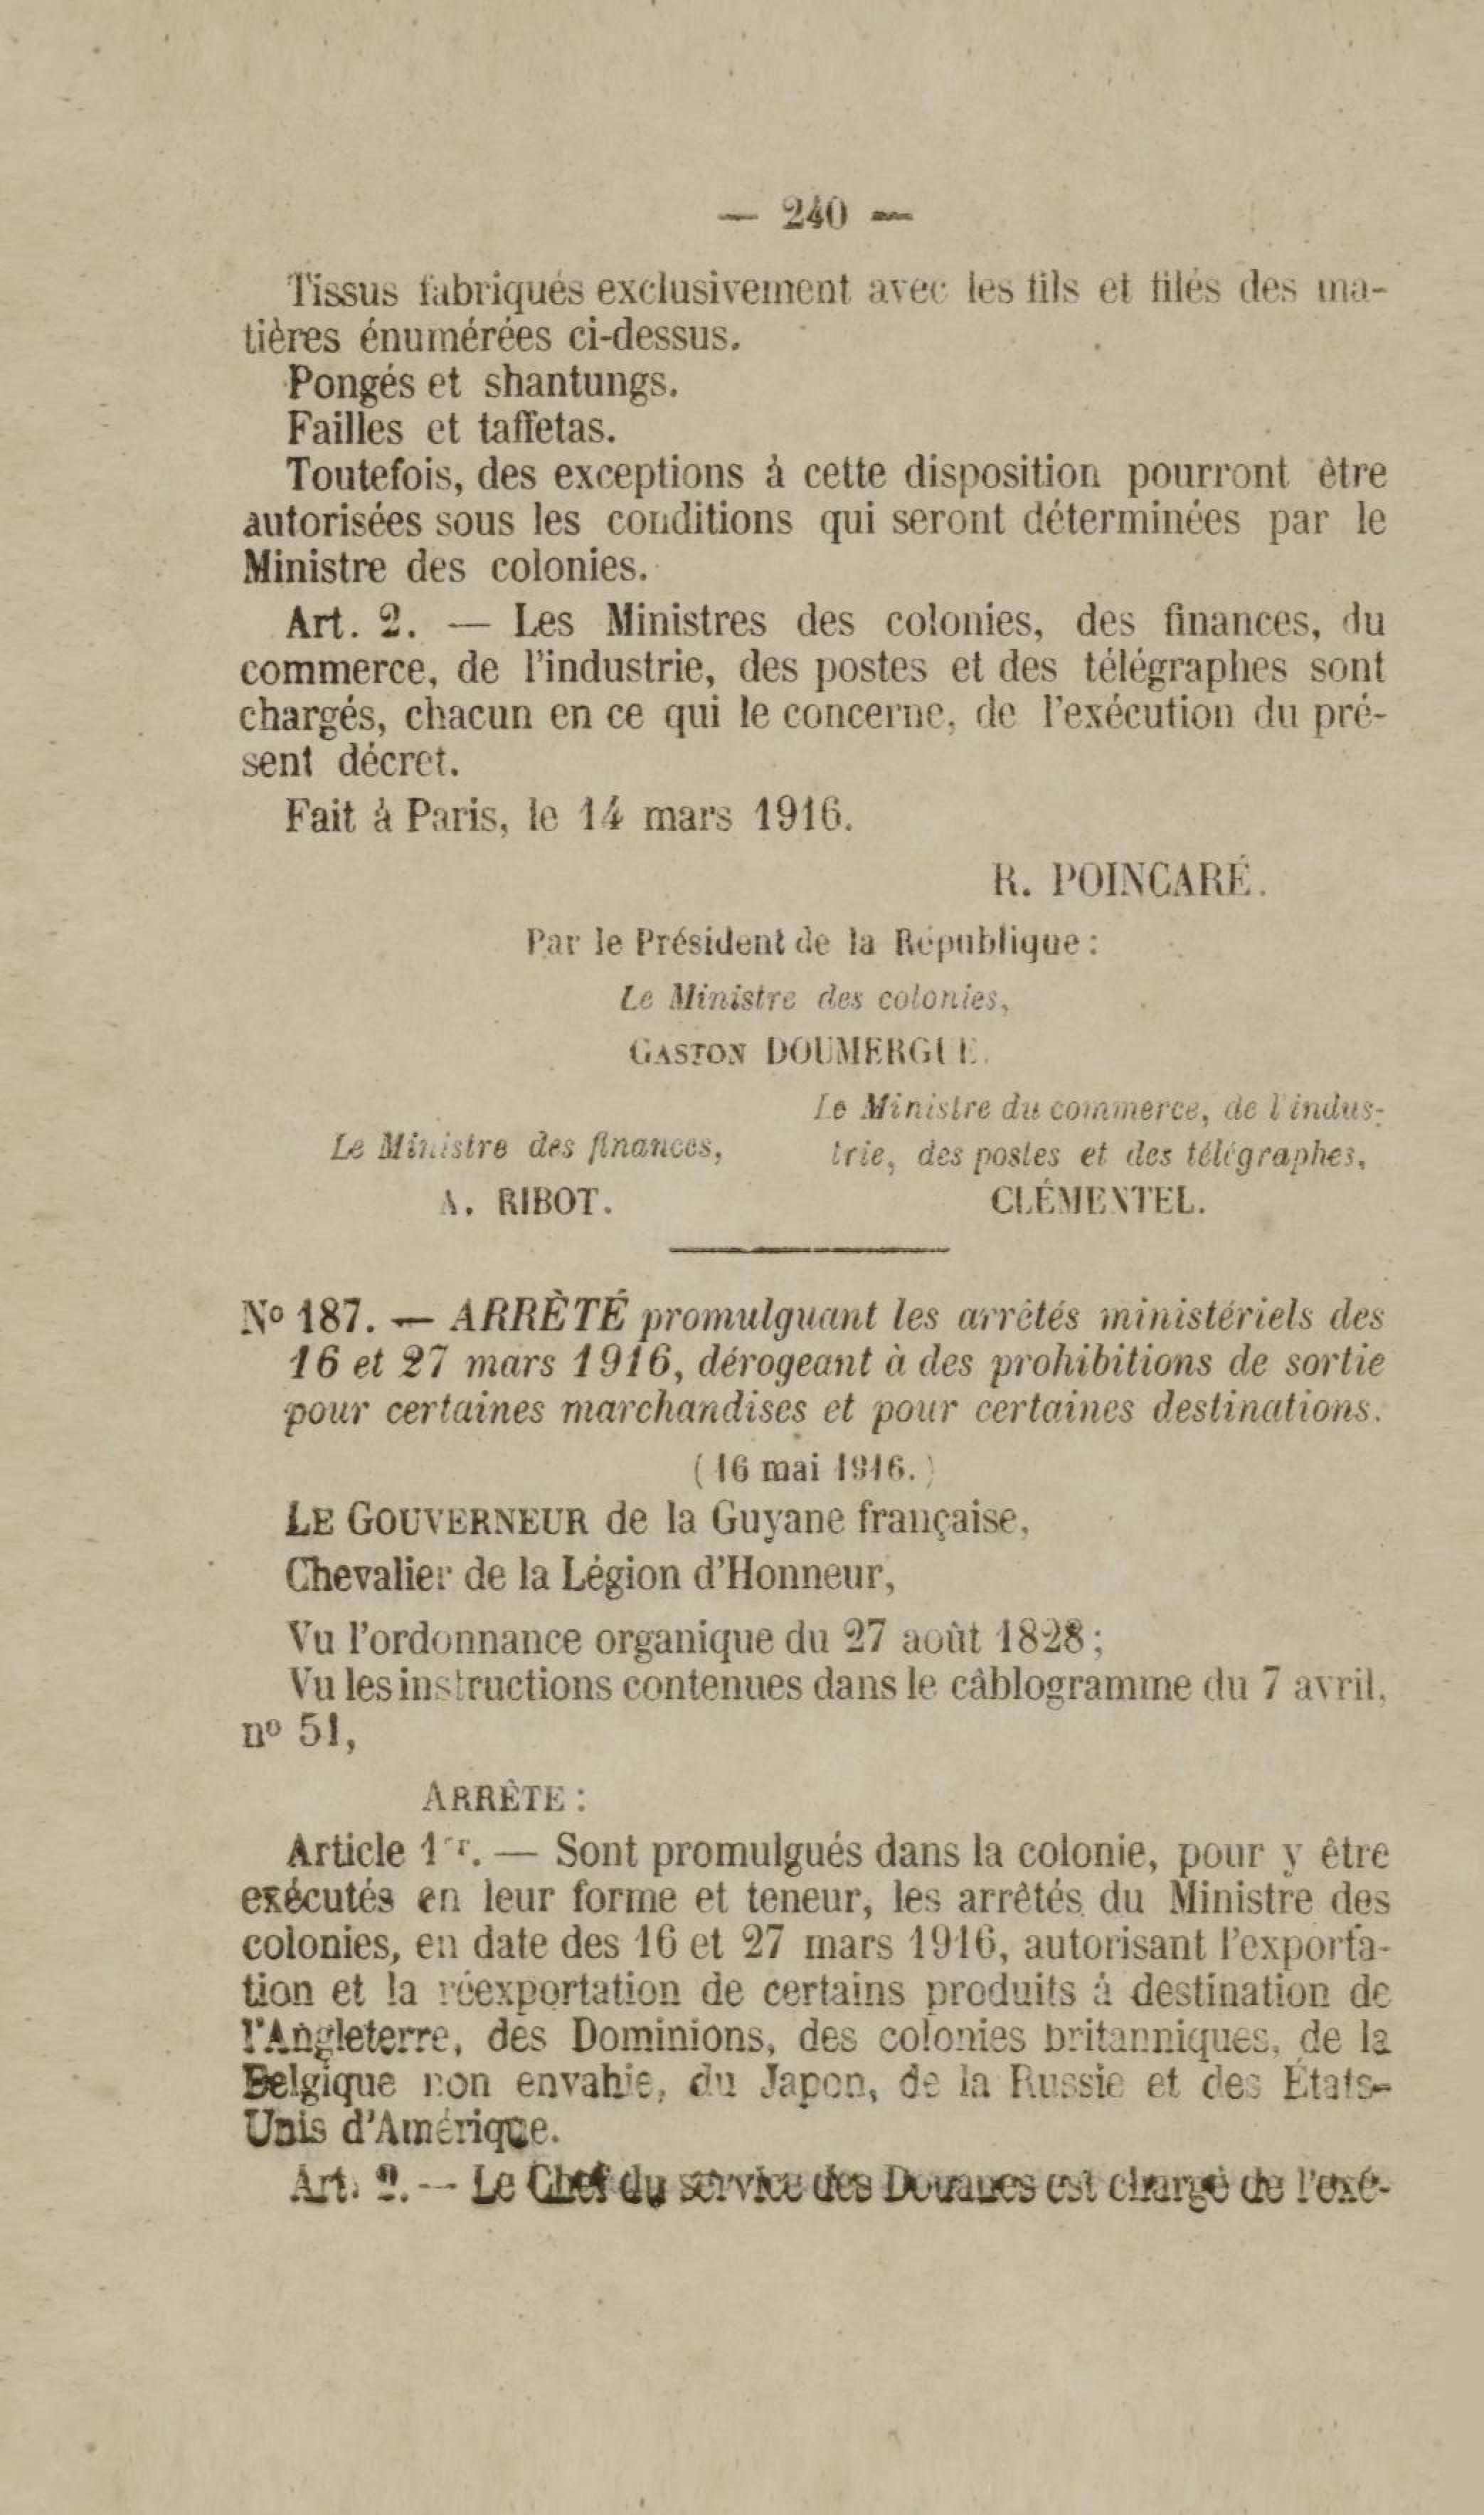 — 240 —
Tissus fabriqués exclusivement avec les fils et filés des ma-
tières énumérées ci-dessus.
Pongés et shantungs.
Failles et taffetas.
Toutefois, des exceptions à cette disposition pourront être
autorisées sous les conditions qui seront déterminées par le
Ministre des colonies.
Art. 2. — Les Ministres des colonies, des finances, du
commerce, de l'industrie, des postes et des télégraphes sont
chargés, chacun en ce qui le concerne, de l'exécution du pré-
sent décret.
Fait à Paris, le 14 mars 1916.
R. POINCARÉ.
Par le Président de la République :
Le Ministre des colonies,
GASTON DOUMERGUE.
Le Ministre des finances,
A. RIBOT.
Le Ministre du commerce, de l'indus-
trie, des postes et des télégraphes,
CLÉMENTEL.
No 187. — ARRÊTÉ promulguant les arrêtés ministériels des
16 et 27 mars 1916, dérogeant à des prohibitions de sortie
pour certaines marchandises et pour certaines destinations.
(16 mai 1916.)
LE GOUVERNEUR de la Guyane française,
Chevalier de la Légion d'Honneur,
Vu l'ordonnance organique du 27 août 1828 ;
Vu les instructions contenues dans le câblogramme du 7 avril,
no 51,
ARRÊTE :
Article 1er. — Sont promulgués dans la colonie, pour y être
exécutés en leur forme et teneur, les arrêtés du Ministre des
colonies, en date des 16 et 27 mars 1916, autorisant l'exporta-
tion et la réexportation de certains produits à destination de
l'Angleterre, des Dominions, des colonies britanniques, de la
Belgique non envahie, du Japon, de la Russie et des États-
Unis d'Amérique.
Art. 2. — Le Chef du service des Douanes est chargé de l'exé-